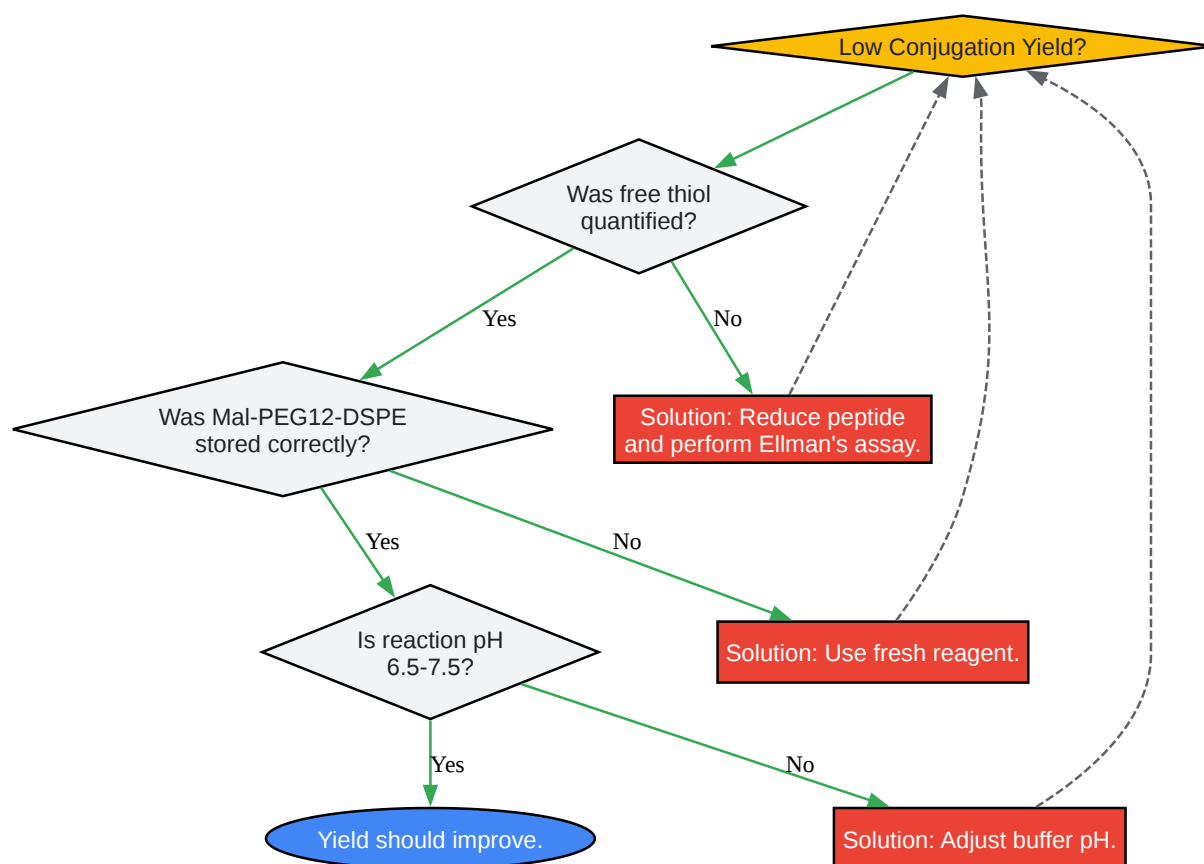 Low Conjugation Yield?
Was free thiol
quantified?
Yes
No
Was Mal-PEG12-DSPE
stored correctly?
Solution: Reduce peptide
and perform Ellman's assay.
Yes
No
Is reaction pH
6.5-7.5?
Solution: Use fresh reagent.
Yes
No
Yield should improve.
Solution: Adjust buffer pH.